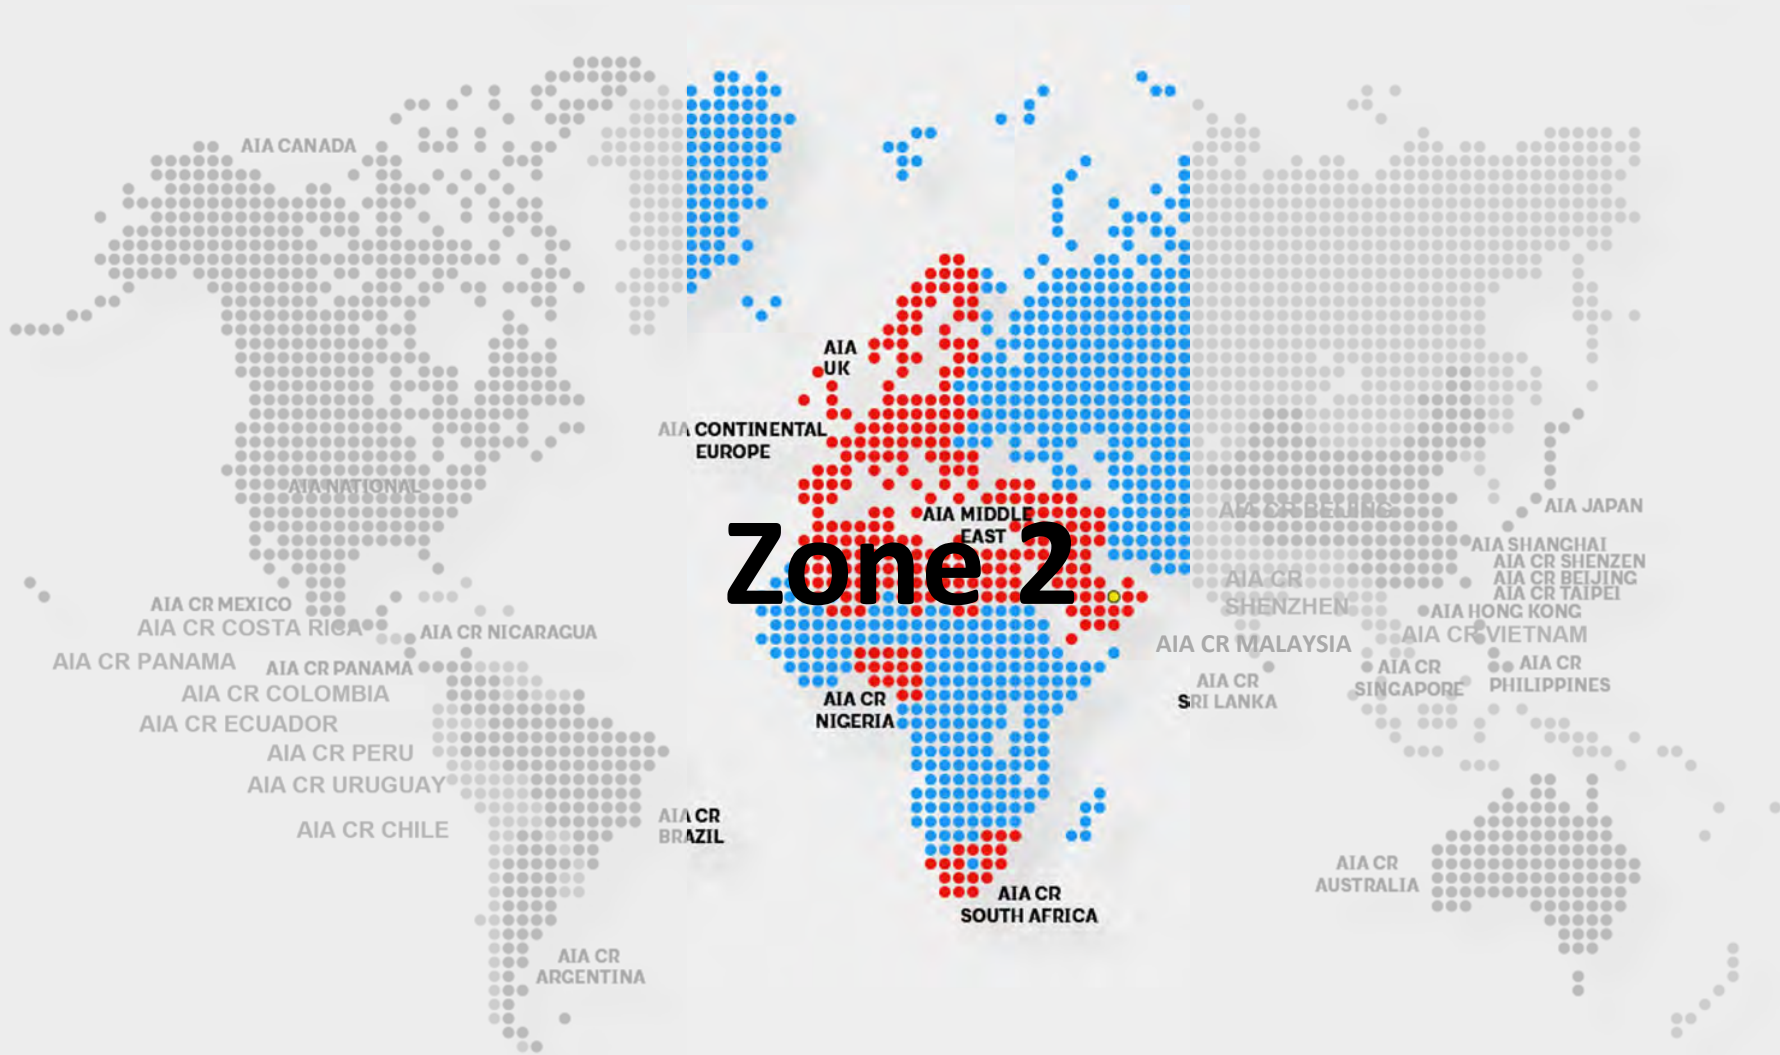 AIA CANADA
AIA
UK
AIA CONTINENTAL
EUROPE
AIA NATIONAL
AIA MIDDLE
EAST
Zone 2
AIA CR BEIJING
AIA JAPAN
AIA SHANGHAI
AIA CR SHENZEN
AIA CR BEIJING
AIA CR TAIPEI
AIA CR
SHENZHEN
AIA HONG KONG
AIA CR VIETNAM
AIA CR MALAYSIA
AIA CR MEXICO
AIA CR COSTA RICA
AIA CR NICARAGUA
AIA CR PANAMA
AIA CR PANAMA
AIA CR COLOMBIA
AIA CR ECUADOR
AIA CR PERU
AIA CR URUGUAY
AIA CR CHILE
AIA CR
NIGERIA
AIA CR
SRI LANKA
AIA CR
SINGAPORE
AIA CR
PHILIPPINES
AIA CR
BRAZIL
AIA CR
SOUTH AFRICA
AIA CR
AUSTRALIA
AIA CR
ARGENTINA